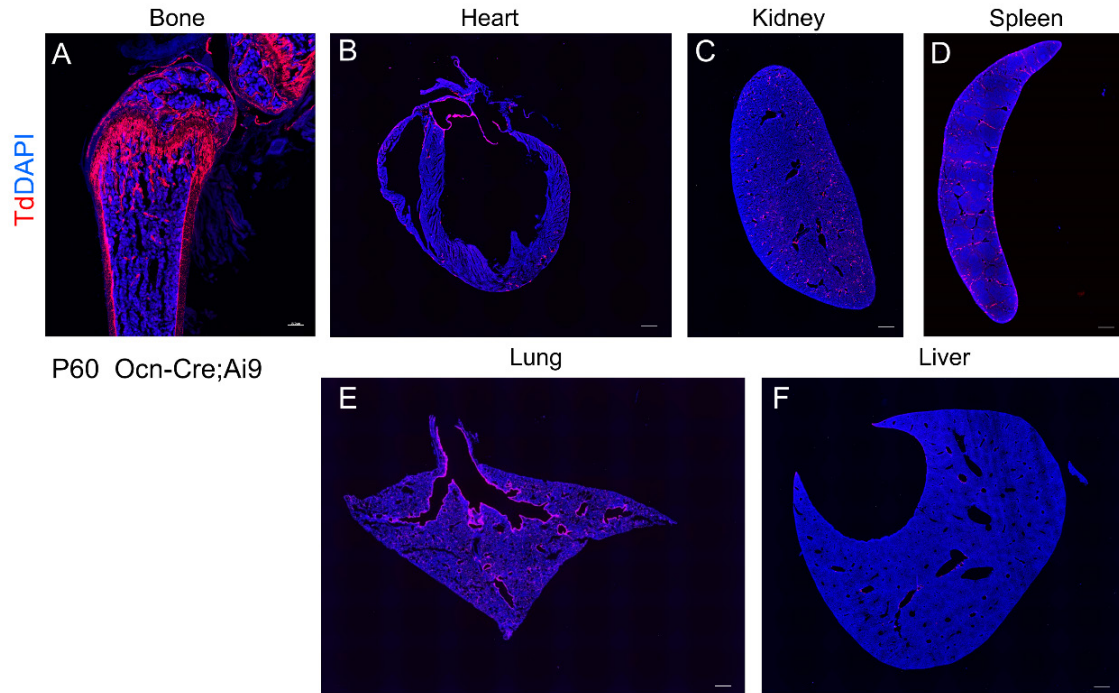 Bone
Heart
Kidney
Spleen
A
B
C
D
TdDAPI
P60 Ocn-Cre;Ai9
Lung
Liver
E
F